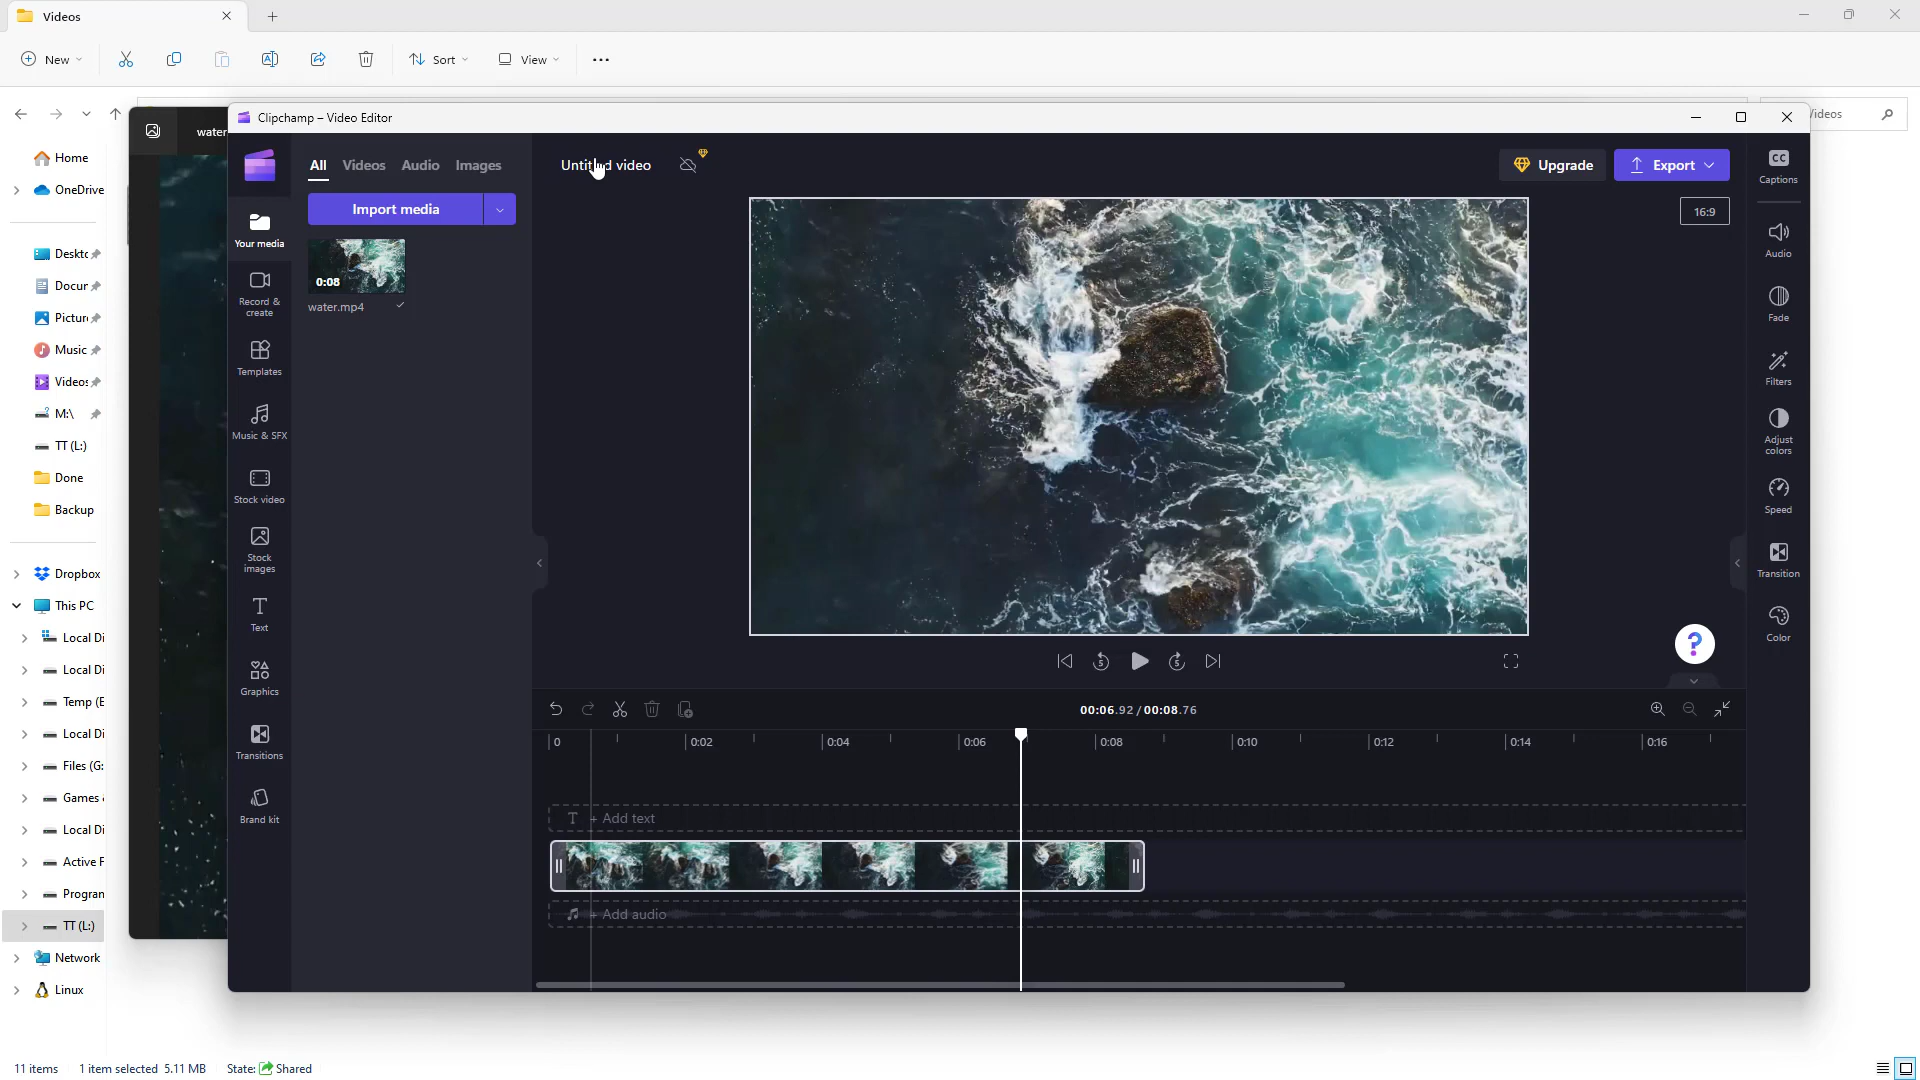 Videos
New
Sort
View
Videos
water
Clipchamp – Video Editor
Home
OneDrive
Deskto
Docur
Picture
Music
Videos
M:\
TT (L:)
Done
Backup
Dropbox
This PC
Local Di
Local Di
Temp (E
Local Di
Files (G:
Games
Local Di
Active F
Program
TT (L:)
Network
Linux
Your media
Record &
create
Templates
Music & SFX
Stock video
Stock
images
Text
Graphics
Transitions
Brand kit
All
Videos
Audio
Images
Import media
0:08
water.mp4
Untitled video
Upgrade
Export
16:9
Captions
Audio
Fade
Filters
Adjust
colors
Speed
Transition
Color
?
00:06.92 / 00:08.76
0
0:02
0:04
0:06
0:08
0:10
0:12
0:14
0:16
T + Add text
+ Add audio
11 items
1 item selected 5.11 MB
State: Shared